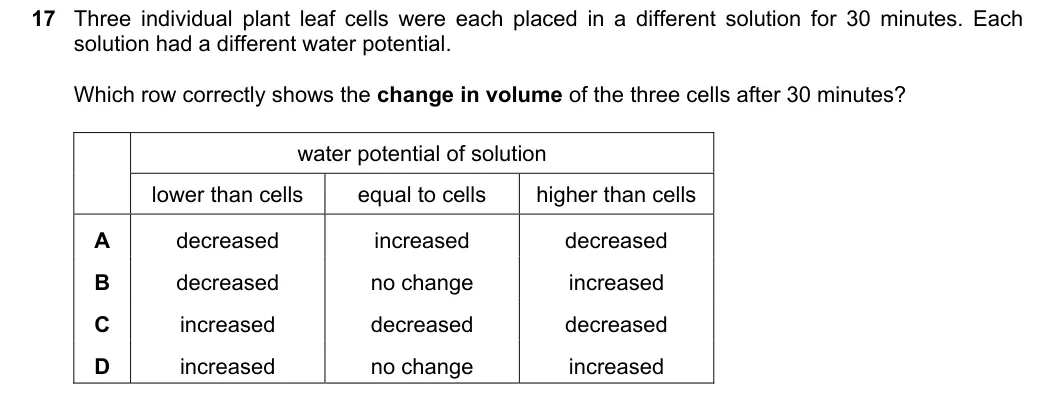 17 Three individual plant leaf cells were each placed in a different solution for 30 minutes. Each
solution had a different water potential.
Which row correctly shows the change in volume of the three cells after 30 minutes?
water potential of solution
lower than cells equal to cells higher than cells
A decreased increased decreased
B decreased no change increased
C increased decreased decreased
D increased no change increased